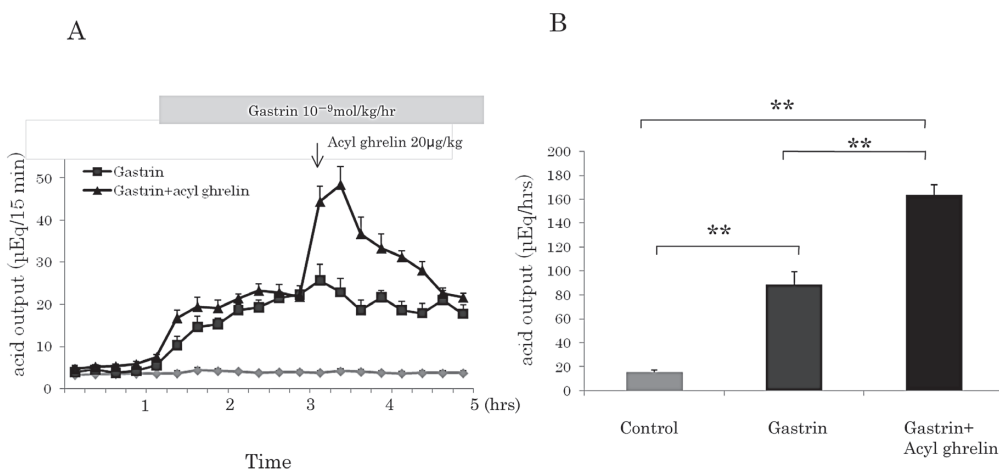 A
Gastrin 10⁻⁹mol/kg/hr
Acyl ghrelin 20μg/kg
Gastrin
Gastrin+acyl ghrelin
acid output (μEq/15 min)
50
40
30
20
10
0
1 2 3 4 5 (hrs)
Time
B
**
**
**
acid output (μEq/hrs)
200
180
160
140
120
100
80
60
40
20
0
Control
Gastrin
Gastrin+
Acyl ghrelin